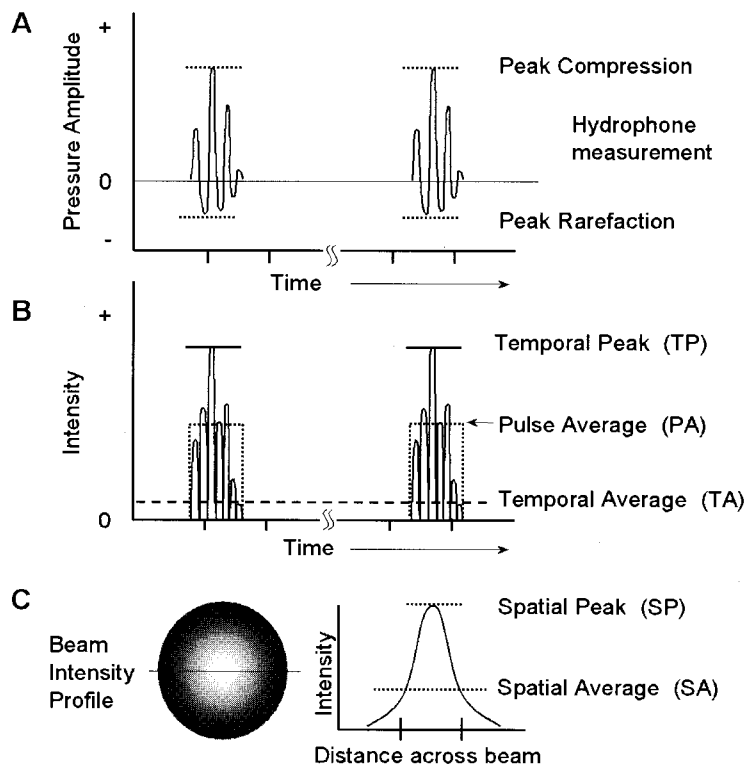 A
+
Pressure Amplitude
0
-
Peak Compression
Hydrophone
measurement
Peak Rarefaction
Time
B
+
Intensity
0
Temporal Peak (TP)
Pulse Average (PA)
Temporal Average (TA)
Time
C
Beam
Intensity
Profile
Intensity
Spatial Peak (SP)
Spatial Average (SA)
Distance across beam